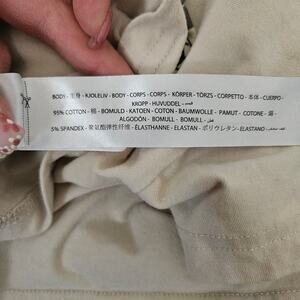 BODY - 主身 - KJOLELIV - BODY - CORPS - CORPS - KÖRPER - TÖRZS - CORPETTO - 本体 - CUERPO -
KROPP - HUVUDDEL -
95% COTTON - 棉 - BOMULD - KATOEN - COTON - BAUMWOLLE - PAMUT - COTONE - 綿 -
ALGODÓN - BOMULL - BOMULL - قطن
5% SPANDEX - 聚氨酯弹性纤维 - ELASTHANNE - ELASTAN - ポリウレタン - ELASTANO -